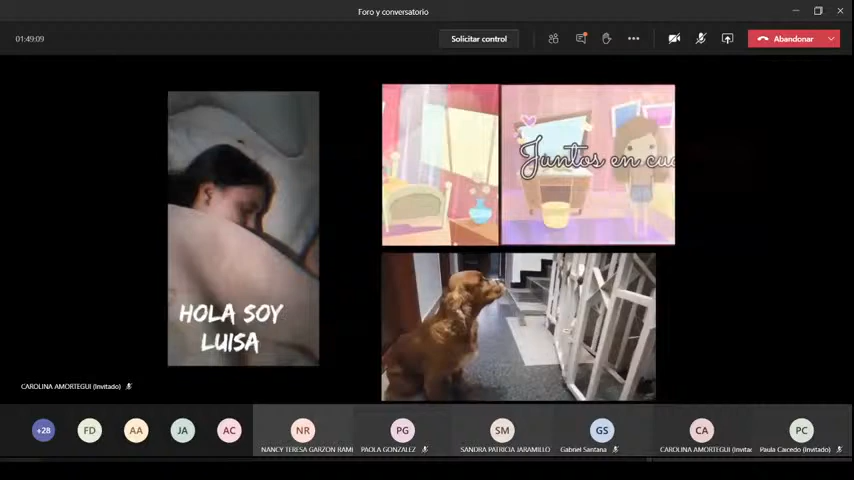 Foro y conversatorio
01:49:09
Solicitar control
Abandonar
Juntos en cua
HOLA SOY
LUISA
CAROLINA AMORTEGUI (Invitado)
+28
FD
AA
JA
AC
NR
PG
SM
GS
CA
PC
NANCY TERESA GARZON RAMI
PAOLA GONZALEZ
SANDRA PATRICIA JARAMILLO
Gabriel Santana
CAROLINA AMORTEGUI (Invitac
Paula Caicedo (Invitado)